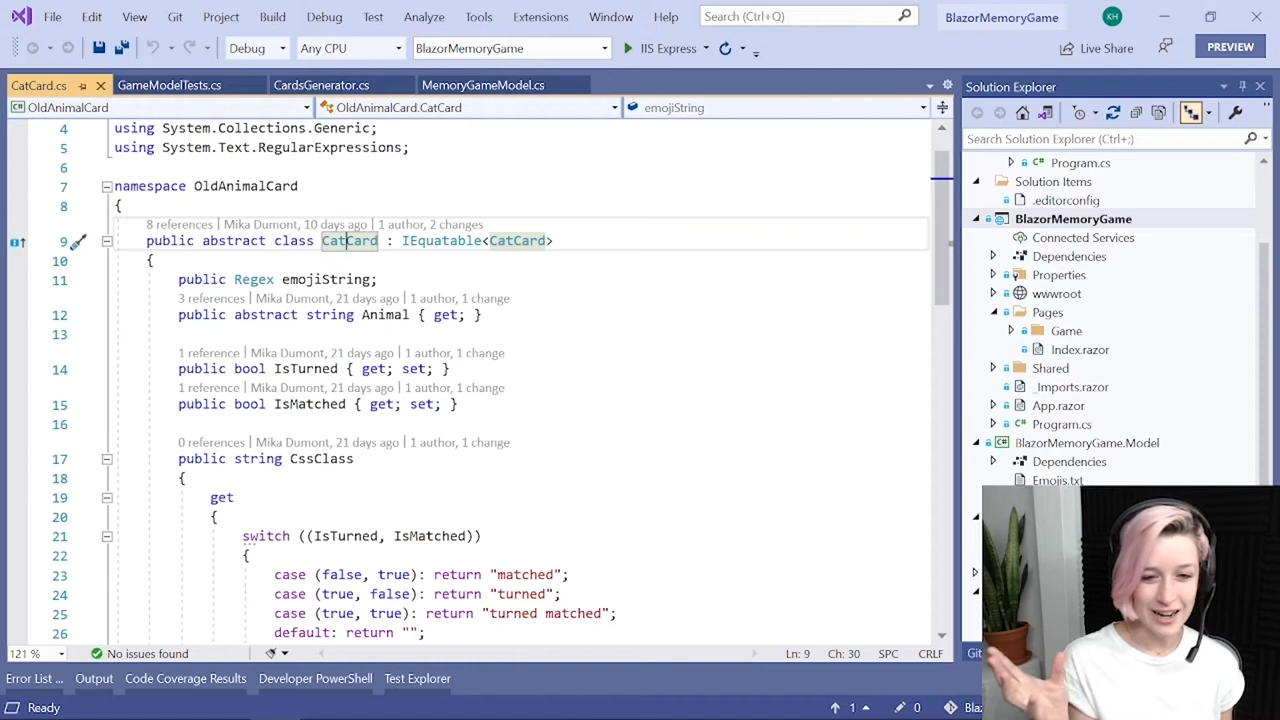 File Edit View Git Project Build Debug Test Analyze Tools Extensions Window Help Search (Ctrl+Q) BlazorMemoryGame KH
Debug Any CPU BlazorMemoryGame IIS Express Live Share PREVIEW
CatCard.cs GameModelTests.cs CardsGenerator.cs MemoryGameModel.cs
OldAnimalCard OldAnimalCard.CatCard emojiString
4 using System.Collections.Generic;
5 using System.Text.RegularExpressions;
6
7 namespace OldAnimalCard
8 {
8 references | Mika Dumont, 10 days ago | 1 author, 2 changes
9 public abstract class CatCard : IEquatable<CatCard>
10 {
11 public Regex emojiString;
3 references | Mika Dumont, 21 days ago | 1 author, 1 change
12 public abstract string Animal { get; }
13
1 reference | Mika Dumont, 21 days ago | 1 author, 1 change
14 public bool IsTurned { get; set; }
1 reference | Mika Dumont, 21 days ago | 1 author, 1 change
15 public bool IsMatched { get; set; }
16
0 references | Mika Dumont, 21 days ago | 1 author, 1 change
17 public string CssClass
18 {
19 get
20 {
21 switch ((IsTurned, IsMatched))
22 {
23 case (false, true): return "matched";
24 case (true, false): return "turned";
25 case (true, true): return "turned matched";
26 default: return "";
121 % No issues found Ln: 9 Ch: 30 SPC CRLF
Error List ... Output Code Coverage Results Developer PowerShell Test Explorer
Ready 1 0
Solution Explorer
Search Solution Explorer (Ctrl+;)
Program.cs
Solution Items
.editorconfig
BlazorMemoryGame
Connected Services
Dependencies
Properties
wwwroot
Pages
Game
Index.razor
Shared
_Imports.razor
App.razor
Program.cs
BlazorMemoryGame.Model
Dependencies
Emojis.txt